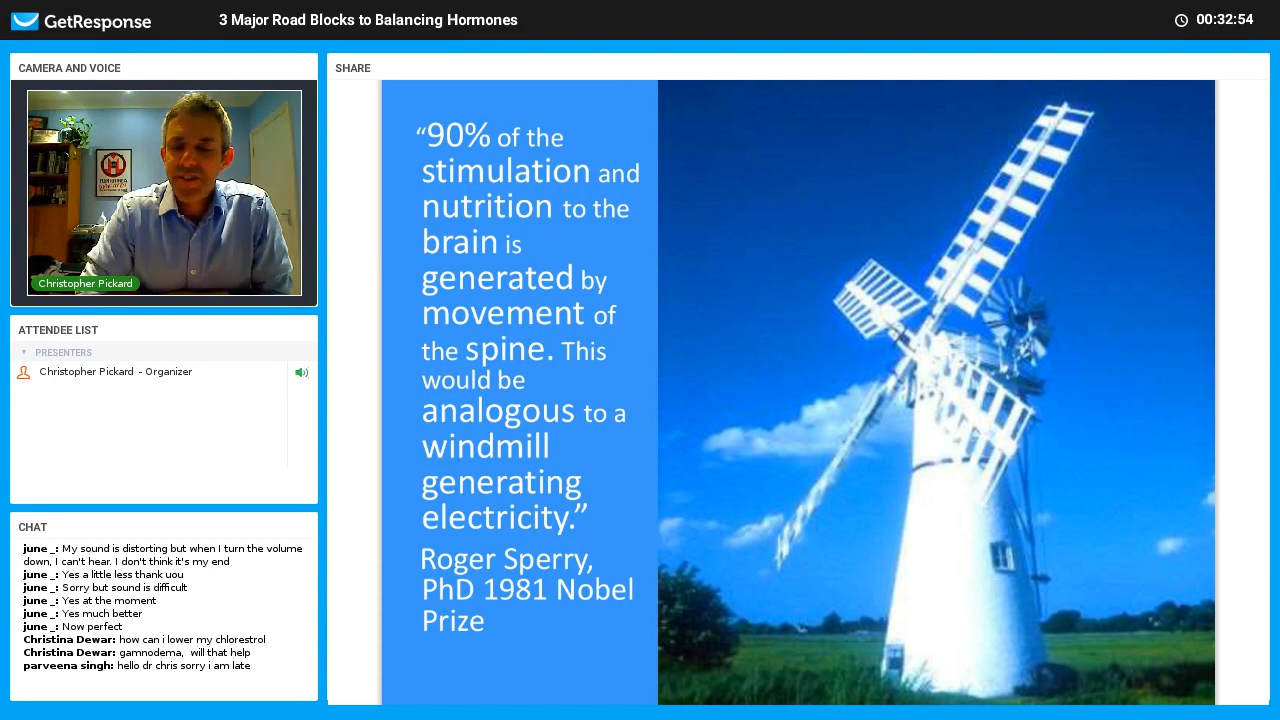 GetResponse
3 Major Road Blocks to Balancing Hormones
00:32:54
CAMERA AND VOICE
Christopher Pickard
ATTENDEE LIST
PRESENTERS
Christopher Pickard - Organizer
CHAT
june _: My sound is distorting but when I turn the volume
down, I can't hear. I don't think it's my end
june _: Yes a little less thank uou
june _: Sorry but sound is difficult
june _: Yes at the moment
june _: Yes much better
june _: Now perfect
Christina Dewar: how can i lower my chlorestrol
Christina Dewar: gamnodema, will that help
parveena singh: hello dr chris sorry i am late
SHARE
“90% of the
stimulation and
nutrition to the
brain is
generated by
movement of
the spine. This
would be
analogous to a
windmill
generating
electricity.”
Roger Sperry,
PhD 1981 Nobel
Prize